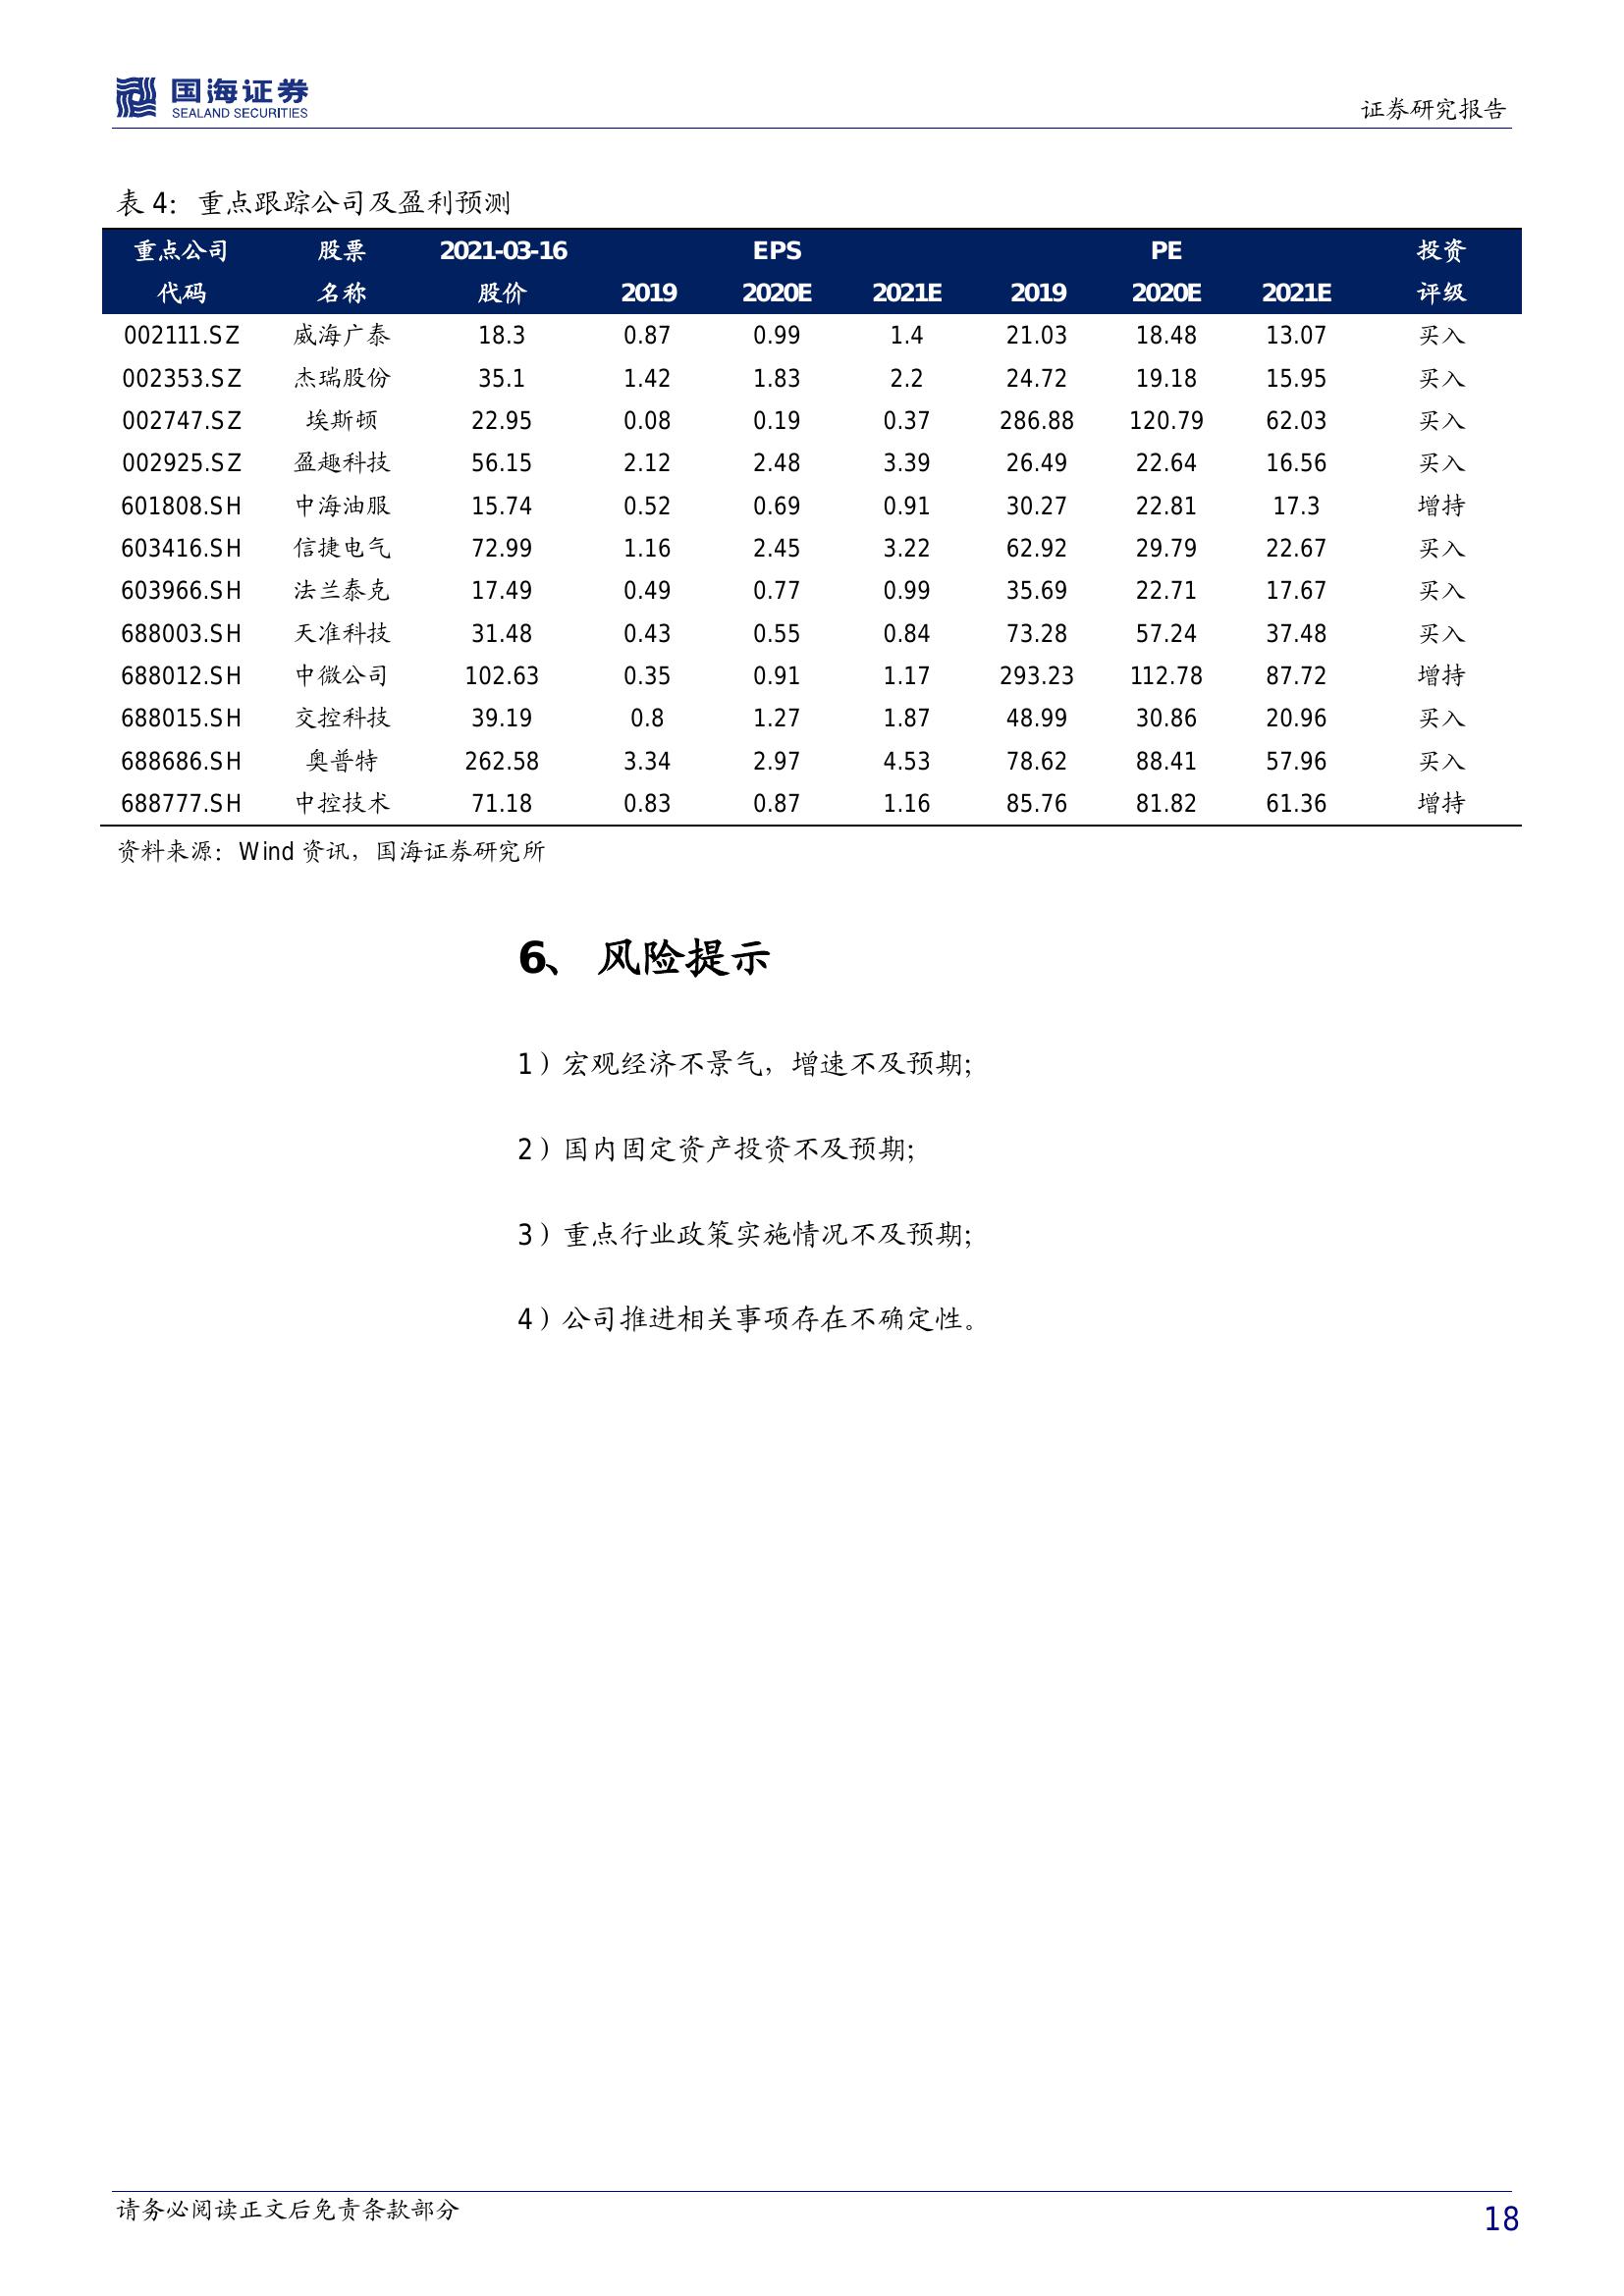 国海证券
SEALAND SECURITIES
证券研究报告
表 4：重点跟踪公司及盈利预测
重点公司 股票 2021-03-16 EPS PE 投资
代码 名称 股价 2019 2020E 2021E 2019 2020E 2021E 评级
002111.SZ 威海广泰 18.3 0.87 0.99 1.4 21.03 18.48 13.07 买入
002353.SZ 杰瑞股份 35.1 1.42 1.83 2.2 24.72 19.18 15.95 买入
002747.SZ 埃斯顿 22.95 0.08 0.19 0.37 286.88 120.79 62.03 买入
002925.SZ 盈趣科技 56.15 2.12 2.48 3.39 26.49 22.64 16.56 买入
601808.SH 中海油服 15.74 0.52 0.69 0.91 30.27 22.81 17.3 增持
603416.SH 信捷电气 72.99 1.16 2.45 3.22 62.92 29.79 22.67 买入
603966.SH 法兰泰克 17.49 0.49 0.77 0.99 35.69 22.71 17.67 买入
688003.SH 天准科技 31.48 0.43 0.55 0.84 73.28 57.24 37.48 买入
688012.SH 中微公司 102.63 0.35 0.91 1.17 293.23 112.78 87.72 增持
688015.SH 交控科技 39.19 0.8 1.27 1.87 48.99 30.86 20.96 买入
688686.SH 奥普特 262.58 3.34 2.97 4.53 78.62 88.41 57.96 买入
688777.SH 中控技术 71.18 0.83 0.87 1.16 85.76 81.82 61.36 增持
资料来源：Wind 资讯，国海证券研究所
6、 风险提示
1）宏观经济不景气，增速不及预期；
2）国内固定资产投资不及预期；
3）重点行业政策实施情况不及预期；
4）公司推进相关事项存在不确定性。
请务必阅读正文后免责条款部分
18